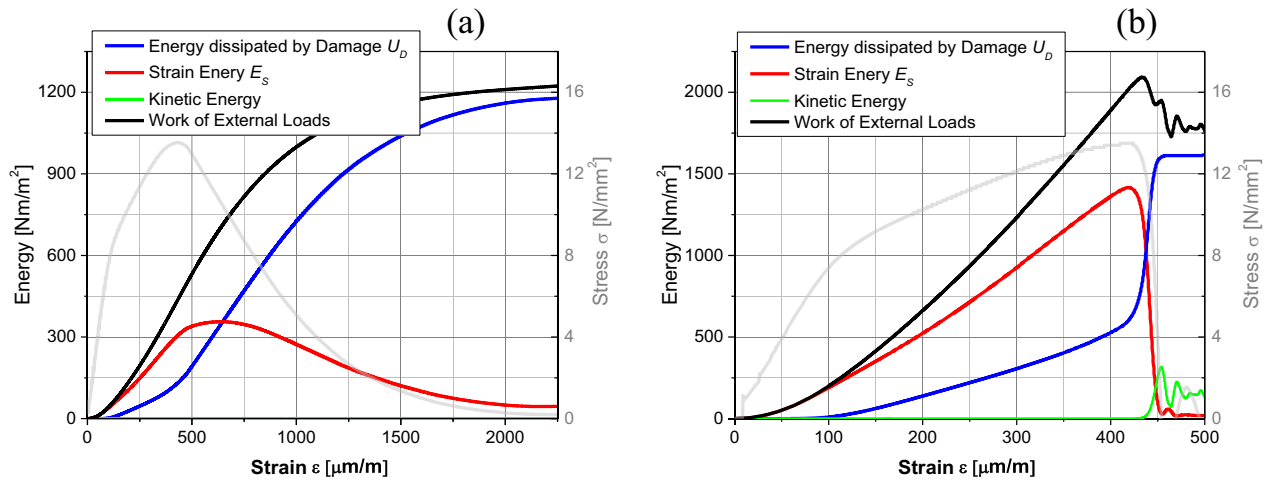 (a)
Energy dissipated by Damage U_D
Strain Enery E_S
Kinetic Energy
Work of External Loads
1200
900
600
300
0
Energy [Nm/m²]
16
12
8
4
0
Stress σ [N/mm²]
0 500 1000 1500 2000
Strain ε [μm/m]
(b)
Energy dissipated by Damage U_D
Strain Enery E_S
Kinetic Energy
Work of External Loads
2000
1500
1000
500
0
Energy [Nm/m²]
16
12
8
4
0
Stress σ [N/mm²]
0 100 200 300 400 500
Strain ε [μm/m]